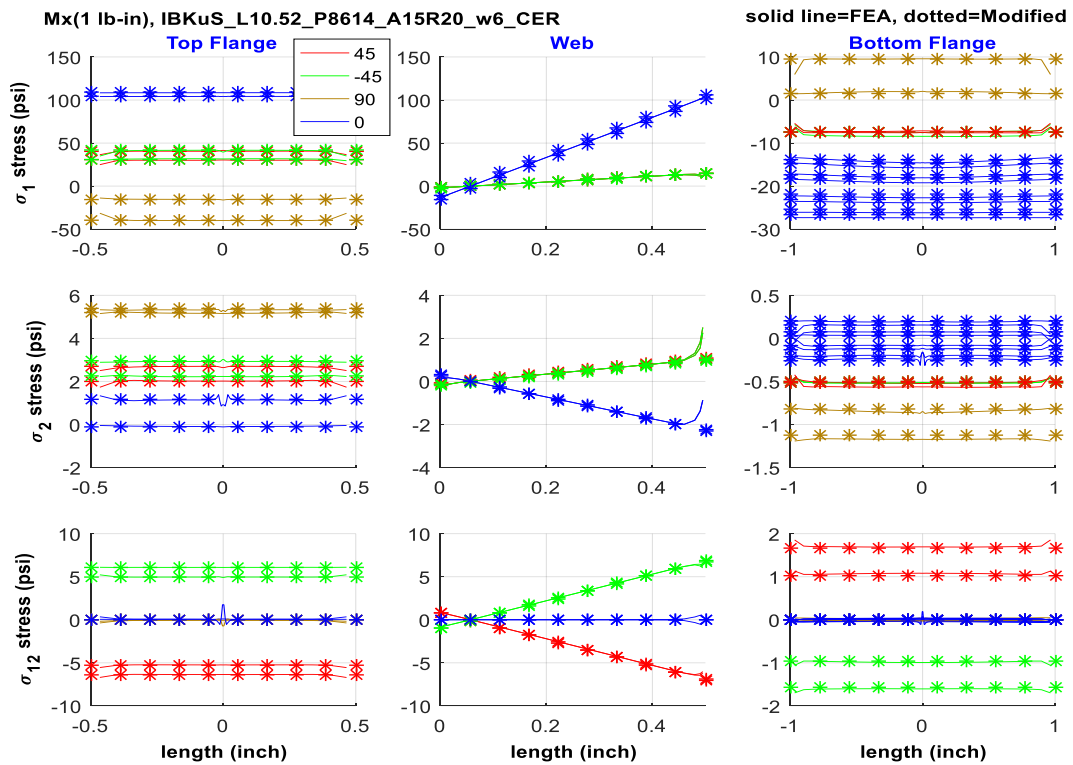 Mx(1 lb-in), IBKuS_L10.52_P8614_A15R20_w6_CER
solid line=FEA, dotted=Modified
Top Flange
Web
Bottom Flange
45
-45
90
0
σ1 stress (psi)
150
100
50
0
-50
-0.5 0 0.5
150
100
50
0
-50
0 0.2 0.4
10
0
-10
-20
-30
-1 0 1
σ2 stress (psi)
6
4
2
0
-2
-0.5 0 0.5
4
2
0
-2
-4
0 0.2 0.4
0.5
0
-0.5
-1
-1.5
-1 0 1
σ12 stress (psi)
10
5
0
-5
-10
-0.5 0 0.5
length (inch)
10
5
0
-5
-10
0 0.2 0.4
length (inch)
2
1
0
-1
-2
-1 0 1
length (inch)